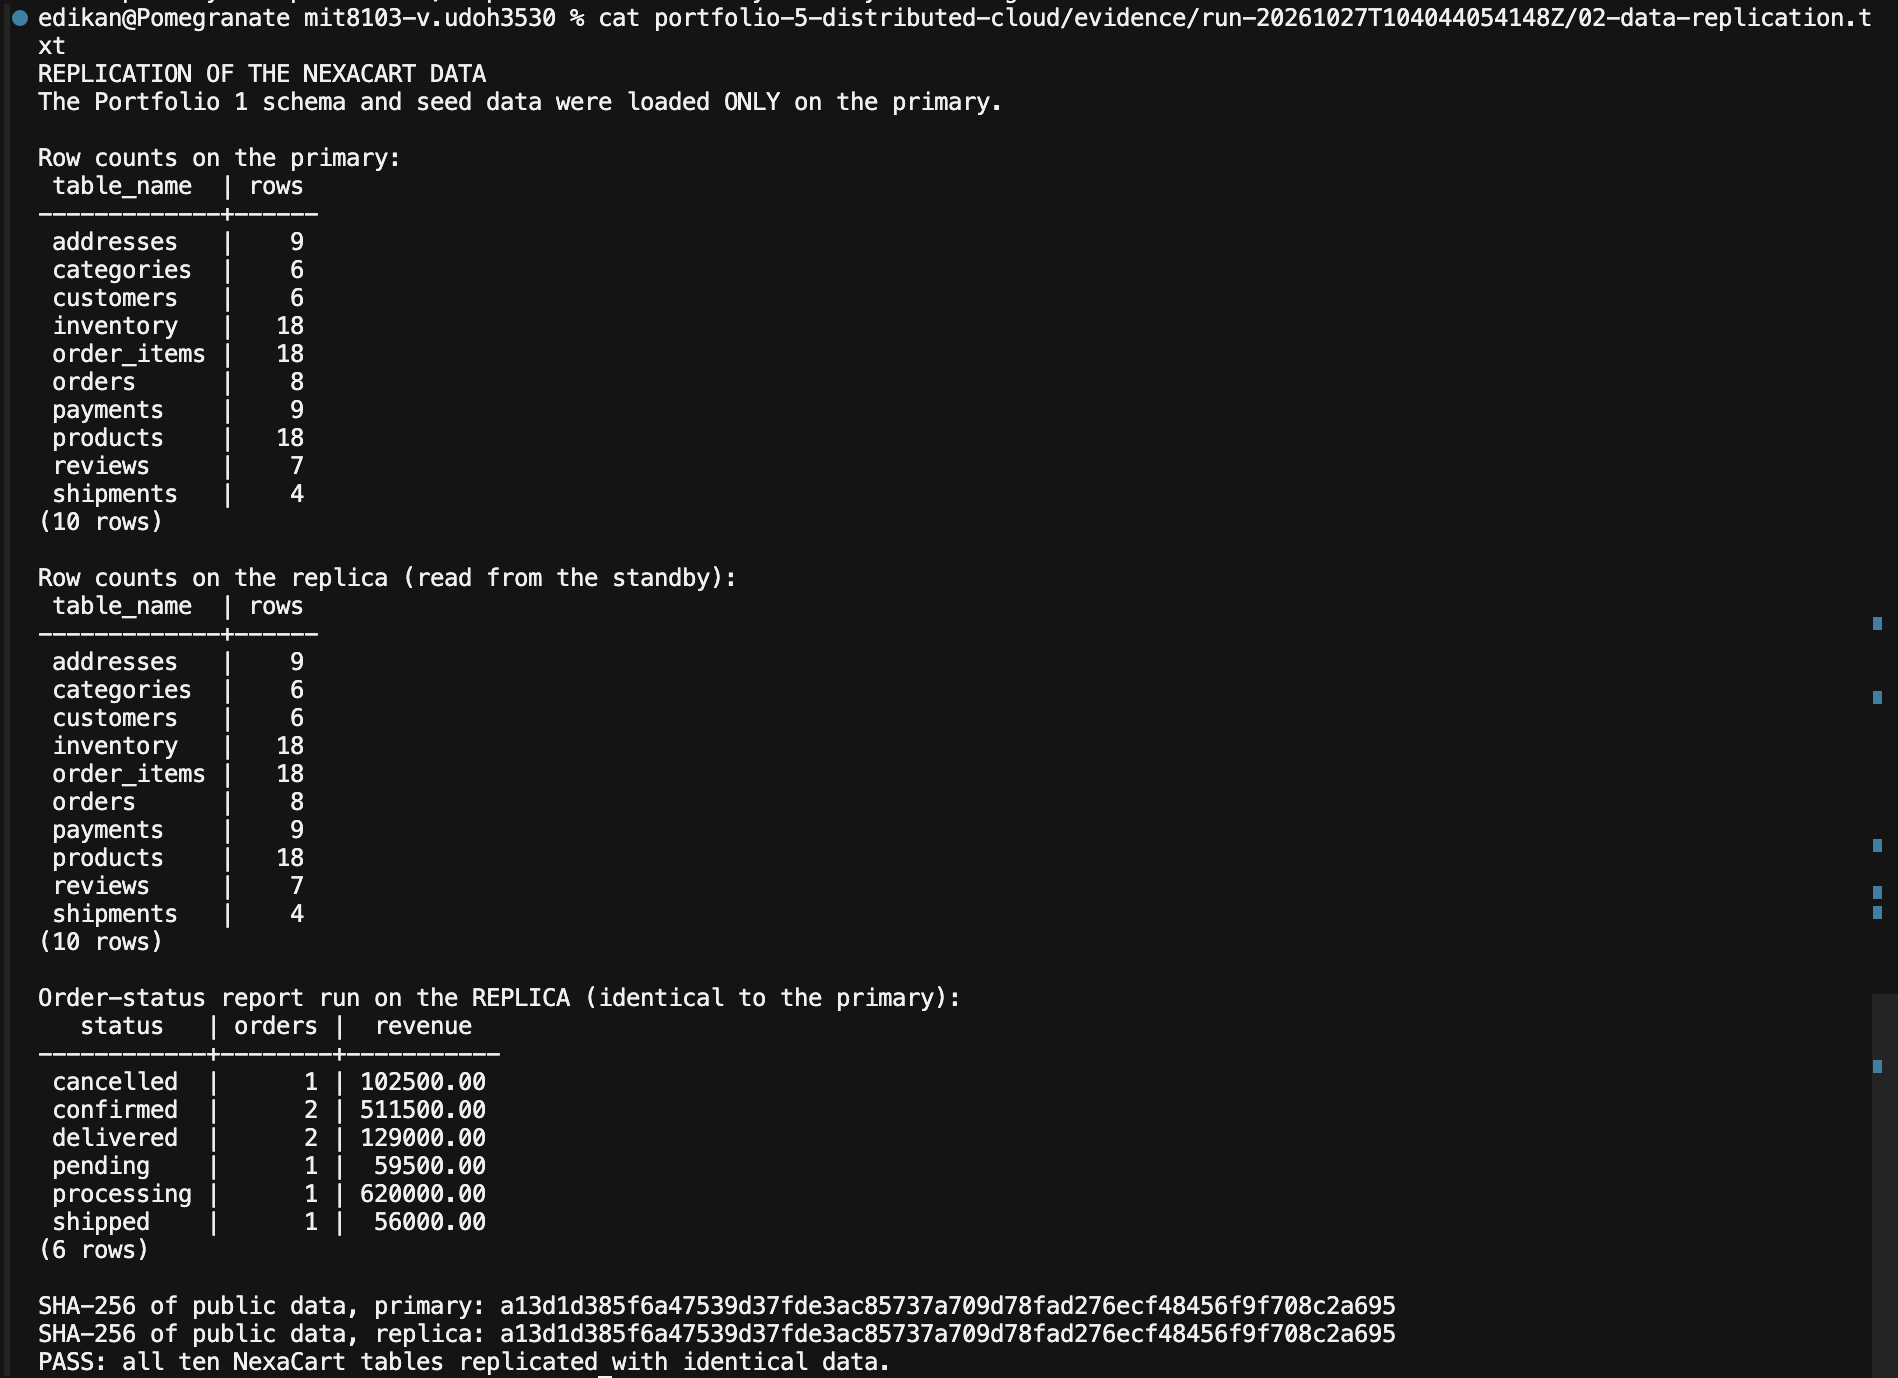 edikan@Pomegranate mit8103-v.udoh3530 % cat portfolio-5-distributed-cloud/evidence/run-20261027T104044054148Z/02-data-replication.t
xt
REPLICATION OF THE NEXACART DATA
The Portfolio 1 schema and seed data were loaded ONLY on the primary.

Row counts on the primary:
 table_name  | rows
-------------+------
 addresses   |    9
 categories  |    6
 customers   |    6
 inventory   |   18
 order_items |   18
 orders      |    8
 payments    |    9
 products    |   18
 reviews     |    7
 shipments   |    4
(10 rows)

Row counts on the replica (read from the standby):
 table_name  | rows
-------------+------
 addresses   |    9
 categories  |    6
 customers   |    6
 inventory   |   18
 order_items |   18
 orders      |    8
 payments    |    9
 products    |   18
 reviews     |    7
 shipments   |    4
(10 rows)

Order-status report run on the REPLICA (identical to the primary):
   status   | orders |  revenue
------------+--------+-----------
 cancelled  |      1 | 102500.00
 confirmed  |      2 | 511500.00
 delivered  |      2 | 129000.00
 pending    |      1 |  59500.00
 processing |      1 | 620000.00
 shipped    |      1 |  56000.00
(6 rows)

SHA-256 of public data, primary: a13d1d385f6a47539d37fde3ac85737a709d78fad276ecf48456f9f708c2a695
SHA-256 of public data, replica: a13d1d385f6a47539d37fde3ac85737a709d78fad276ecf48456f9f708c2a695
PASS: all ten NexaCart tables replicated with identical data.